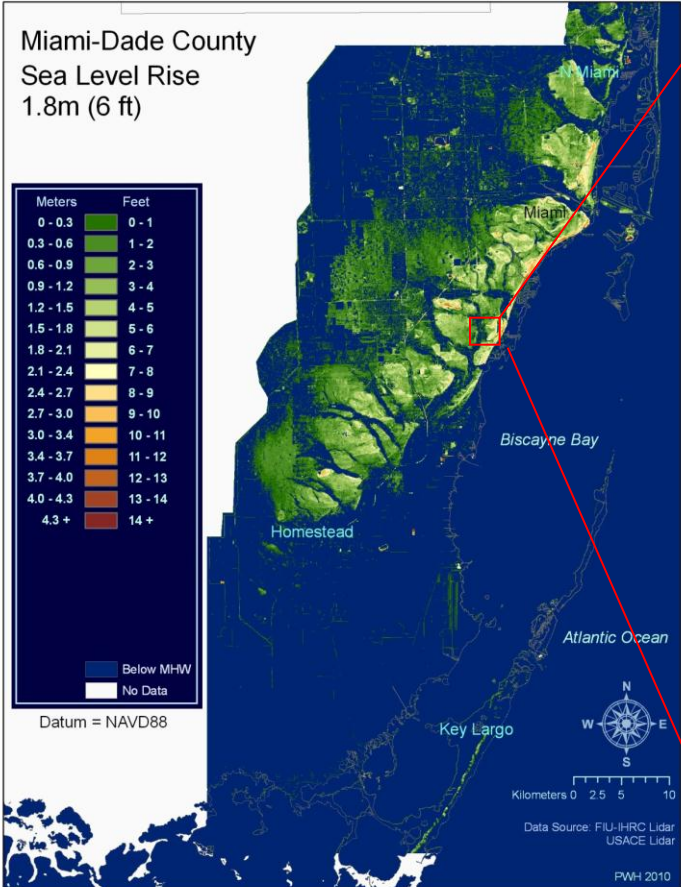 Miami-Dade County
Sea Level Rise
1.8m (6 ft)
N Miami
Miami
Meters Feet
0 - 0.3 0 - 1
0.3 - 0.6 1 - 2
0.6 - 0.9 2 - 3
0.9 - 1.2 3 - 4
1.2 - 1.5 4 - 5
1.5 - 1.8 5 - 6
1.8 - 2.1 6 - 7
2.1 - 2.4 7 - 8
2.4 - 2.7 8 - 9
2.7 - 3.0 9 - 10
3.0 - 3.4 10 - 11
3.4 - 3.7 11 - 12
3.7 - 4.0 12 - 13
4.0 - 4.3 13 - 14
4.3 + 14 +
Biscayne Bay
Homestead
Atlantic Ocean
Below MHW
No Data
Datum = NAVD88
Key Largo
N
W E
S
Kilometers 0 2.5 5 10
Data Source: FIU-IHRC Lidar
USACE Lidar
PWH 2010